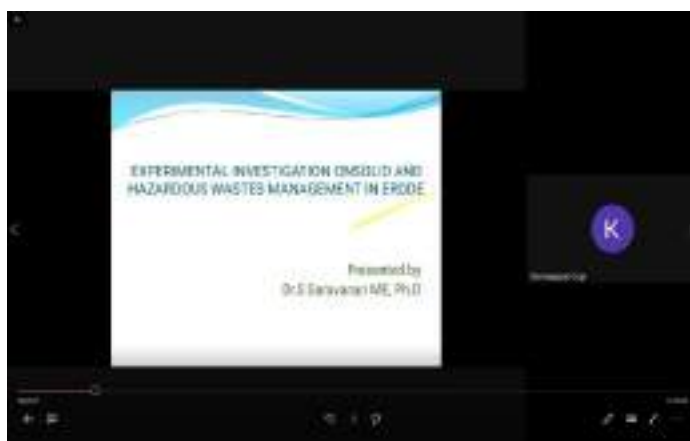 EXPERIMENTAL INVESTIGATION ONSOLID AND
HAZARDOUS WASTES MANAGEMENT IN ERODE
Presented by
Dr.S.Saravanan ME, Ph.D
K